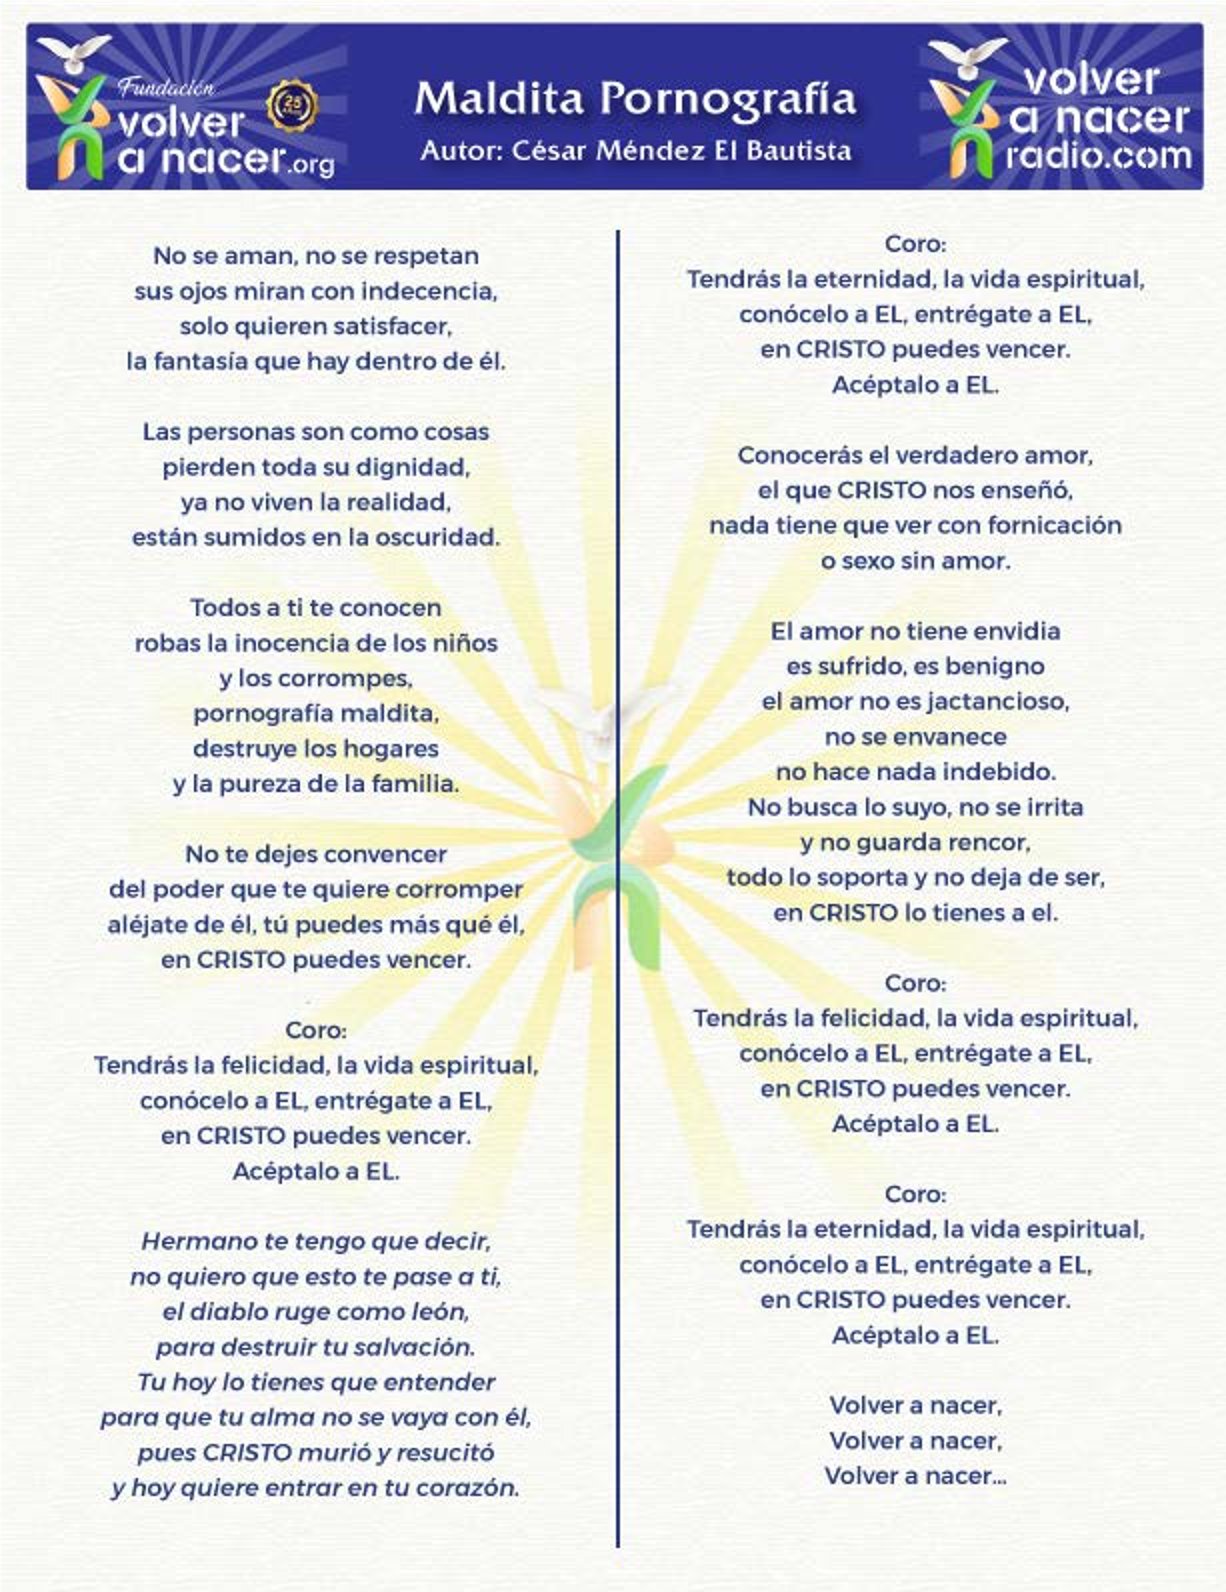 Fundación
volver
a nacer.org
25
Maldita Pornografía
Autor: César Méndez El Bautista
volver
a nacer
radio.com
No se aman, no se respetan
sus ojos miran con indecencia,
solo quieren satisfacer,
la fantasía que hay dentro de él.
Las personas son como cosas
pierden toda su dignidad,
ya no viven la realidad,
están sumidos en la oscuridad.
Todos a ti te conocen
robas la inocencia de los niños
y los corrompes,
pornografía maldita,
destruye los hogares
y la pureza de la familia.
No te dejes convencer
del poder que te quiere corromper
aléjate de él, tú puedes más qué él,
en CRISTO puedes vencer.
Coro:
Tendrás la felicidad, la vida espiritual,
conócelo a EL, entrégate a EL,
en CRISTO puedes vencer.
Acéptalo a EL.
Hermano te tengo que decir,
no quiero que esto te pase a ti,
el diablo ruge como león,
para destruir tu salvación.
Tu hoy lo tienes que entender
para que tu alma no se vaya con él,
pues CRISTO murió y resucitó
y hoy quiere entrar en tu corazón.
Coro:
Tendrás la eternidad, la vida espiritual,
conócelo a EL, entrégate a EL,
en CRISTO puedes vencer.
Acéptalo a EL.
Conocerás el verdadero amor,
el que CRISTO nos enseñó,
nada tiene que ver con fornicación
o sexo sin amor.
El amor no tiene envidia
es sufrido, es benigno
el amor no es jactancioso,
no se envanece
no hace nada indebido.
No busca lo suyo, no se irrita
y no guarda rencor,
todo lo soporta y no deja de ser,
en CRISTO lo tienes a el.
Coro:
Tendrás la felicidad, la vida espiritual,
conócelo a EL, entrégate a EL,
en CRISTO puedes vencer.
Acéptalo a EL.
Coro:
Tendrás la eternidad, la vida espiritual,
conócelo a EL, entrégate a EL,
en CRISTO puedes vencer.
Acéptalo a EL.
Volver a nacer,
Volver a nacer,
Volver a nacer...